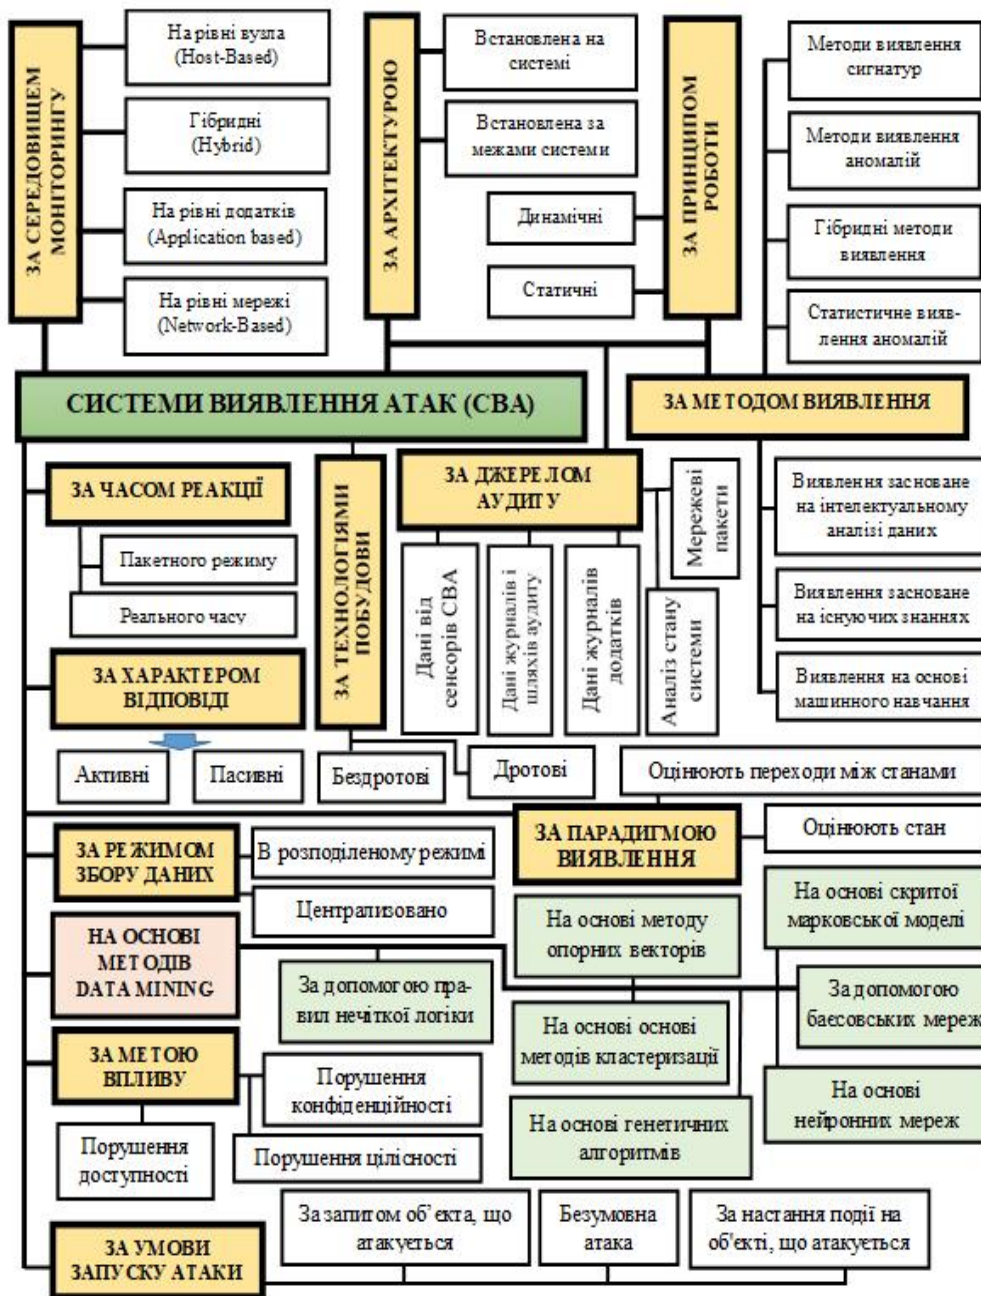 ЗА СЕРЕДОВИЩЕМ
МОНІТОРИНГУ
На рівні вузла
(Host-Based)
Гібридні
(Hybrid)
На рівні додатків
(Application based)
На рівні мережі
(Network-Based)
ЗА АРХІТЕКТУРОЮ
Встановлена на
системі
Встановлена за
межами системи
ЗА ПРИНЦИПОМ
РОБОТИ
Динамічні
Статичні
Методи виявлення
сигнатур
Методи виявлення
аномалій
Гібридні методи
виявлення
Статистичне вияв-
лення аномалій
СИСТЕМИ ВИЯВЛЕННЯ АТАК (СВА)
ЗА МЕТОДОМ ВИЯВЛЕННЯ
ЗА ЧАСОМ РЕАКЦІЇ
Пакетного режиму
Реального часу
ЗА ХАРАКТЕРОМ
ВІДПОВІДІ
Активні
Пасивні
ЗА ТЕХНОЛОГІЯМИ
ПОБУДОВИ
Бездротові
Дротові
ЗА ДЖЕРЕЛОМ
АУДИТУ
Дані від
сенсорів СВА
Дані журналів і
шляхів аудиту
Дані журналів
додатків
Аналіз стану
системи
Мережеві
пакети
Виявлення засноване
на інтелектуальному
аналізі даних
Виявлення засноване
на існуючих знаннях
Виявлення на основі
машинного навчання
Оцінюють переходи між станами
ЗА ПАРАДИГМОЮ
ВИЯВЛЕННЯ
Оцінюють стан
ЗА РЕЖИМОМ
ЗБОРУ ДАНИХ
В розподіленому режимі
Централизовано
НА ОСНОВІ
МЕТОДІВ
DATA MINING
За допомогою пра-
вил нечіткої логіки
На основі методу
опорних векторів
На основі скритої
марковської моделі
На основі основі
методів кластеризації
За допомогою
баєсовських мереж
На основі генетичних
алгоритмів
На основі
нейронних мереж
ЗА МЕТОЮ
ВПЛИВУ
Порушення
конфіденційності
Порушення
доступності
Порушення цілісності
ЗА УМОВИ
ЗАПУСКУ АТАКИ
За запитом об’єкта, що
атакується
Безумовна
атака
За настання події на
об'єкті, що атакується